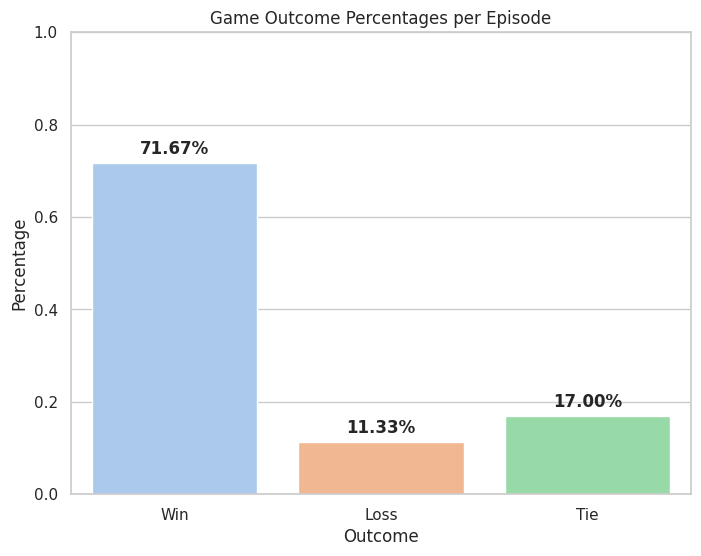 Game Outcome Percentages per Episode
1.0
0.8
0.6
0.4
0.2
0.0
Percentage
71.67%
11.33%
17.00%
Win
Loss
Tie
Outcome